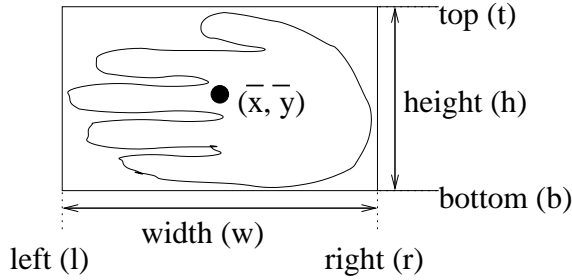 top (t)
(x̄, ȳ)
height (h)
bottom (b)
width (w)
left (l)
right (r)